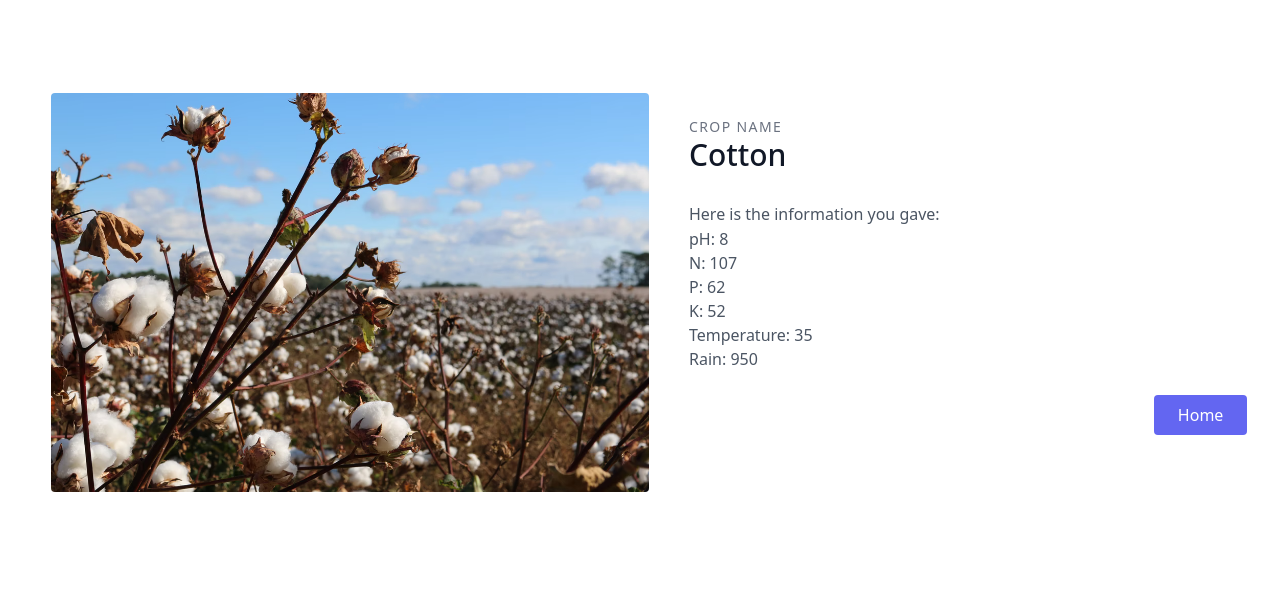 CROP NAME
Cotton
Here is the information you gave:
pH: 8
N: 107
P: 62
K: 52
Temperature: 35
Rain: 950
Home